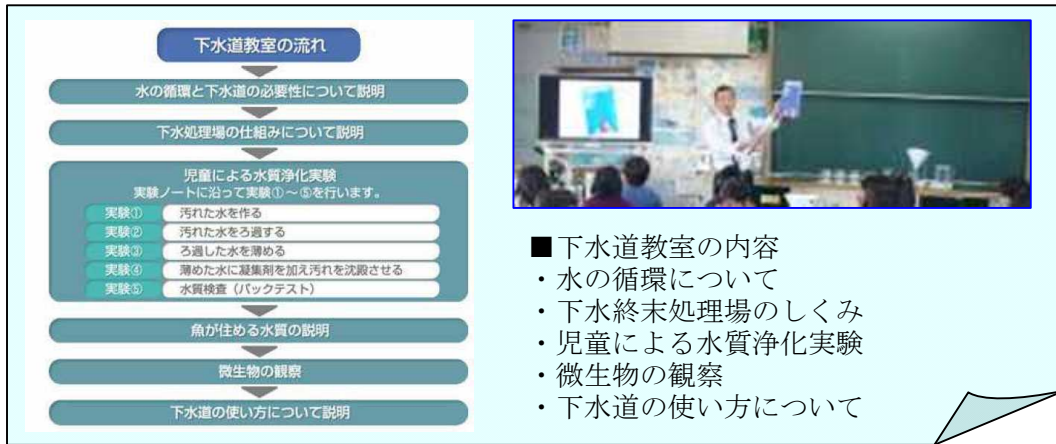 下水道教室の流れ
水の循環と下水道の必要性について説明
下水処理場の仕組みについて説明
児童による水質浄化実験
実験ノートに沿って実験①～⑤を行います。
実験① 汚れた水を作る
実験② 汚れた水をろ過する
実験③ ろ過した水を薄める
実験④ 薄めた水に凝集剤を加え汚れを沈殿させる
実験⑤ 水質検査（パックテスト）
魚が住める水質の説明
微生物の観察
下水道の使い方について説明
■下水道教室の内容
・水の循環について
・下水終末処理場のしくみ
・児童による水質浄化実験
・微生物の観察
・下水道の使い方について